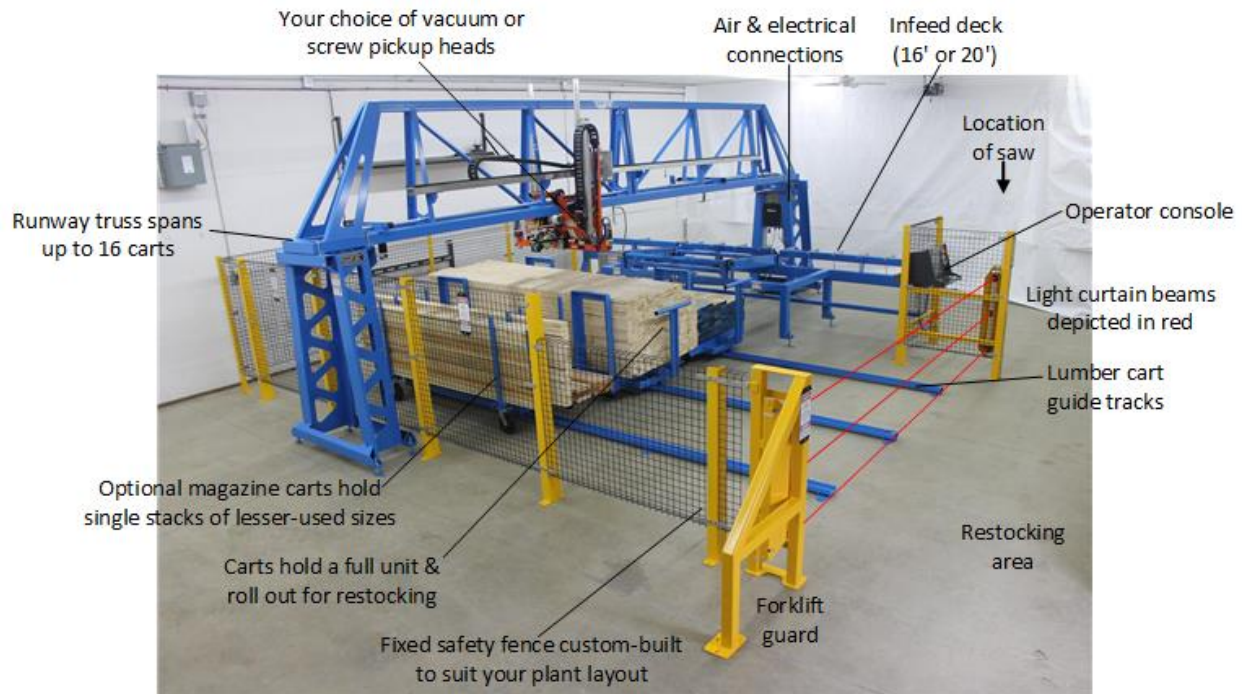 Your choice of vacuum or
screw pickup heads
Air & electrical
connections
Infeed deck
(16' or 20')
Location
of saw
Runway truss spans
up to 16 carts
Operator console
Light curtain beams
depicted in red
Lumber cart
guide tracks
Optional magazine carts hold
single stacks of lesser-used sizes
Carts hold a full unit &
roll out for restocking
Restocking
area
Forklift
guard
Fixed safety fence custom-built
to suit your plant layout